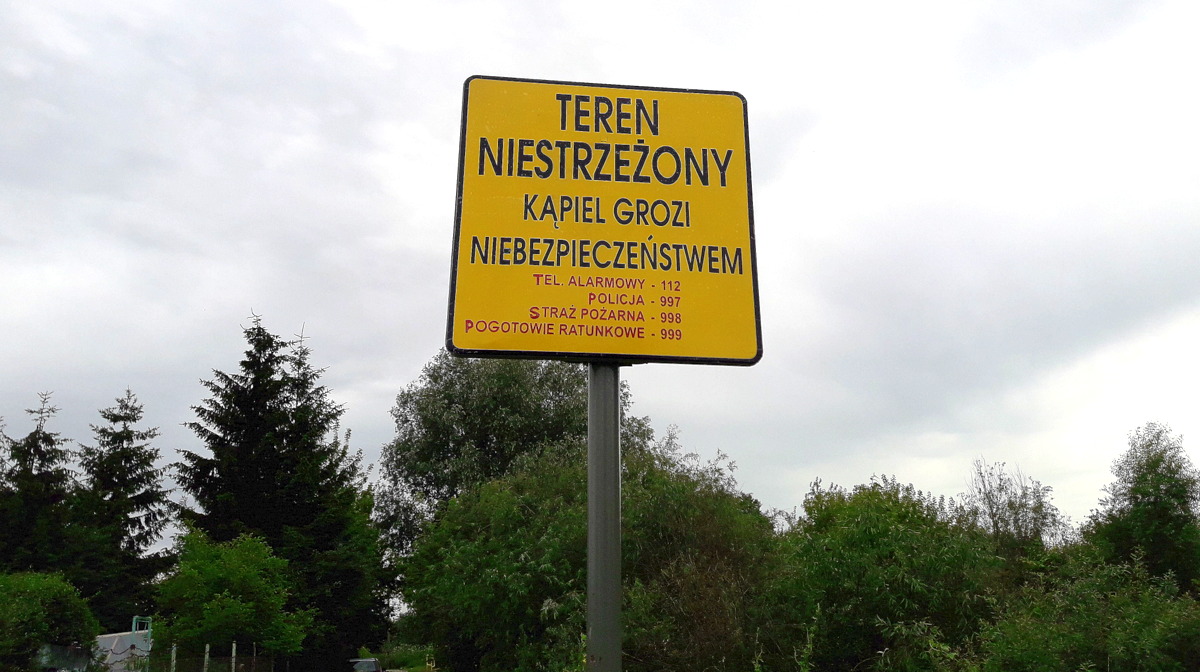 TEREN
NIESTRZEŻONY
KĄPIEL GROZI
NIEBEZPIECZEŃSTWEM
TEL. ALARMOWY - 112
POLICJA - 997
STRAŻ POŻARNA - 998
POGOTOWIE RATUNKOWE - 999